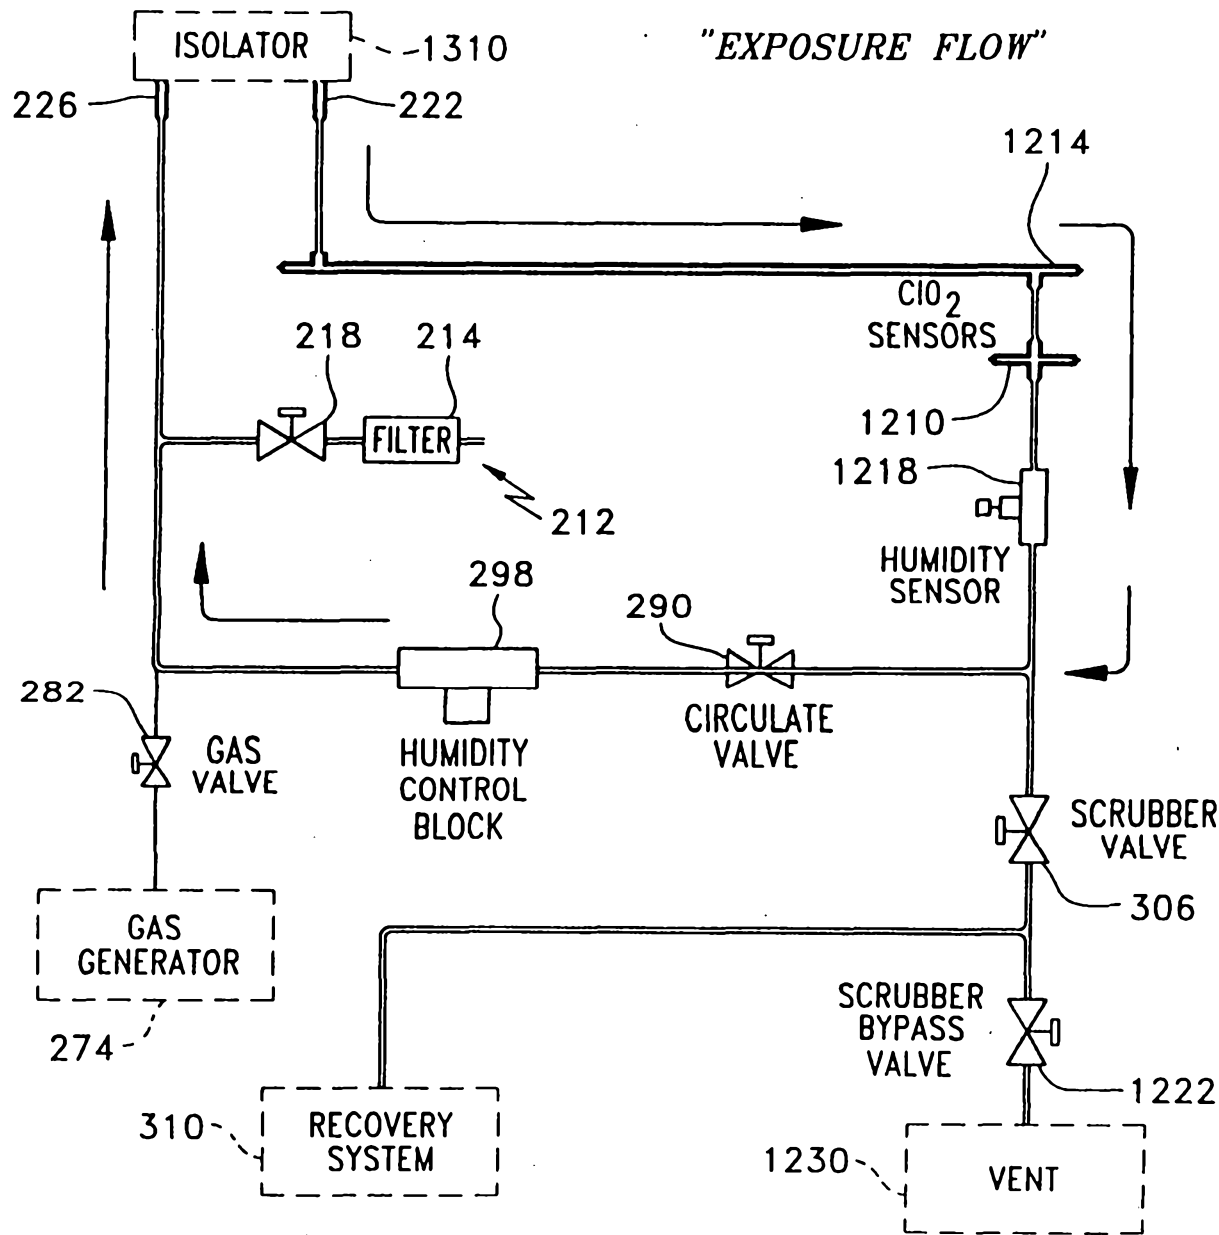 ISOLATOR
1310
"EXPOSURE FLOW"
226
222
1214
ClO2
SENSORS
218
214
FILTER
1210
1218
212
HUMIDITY
SENSOR
298
290
282
GAS
VALVE
HUMIDITY
CONTROL
BLOCK
CIRCULATE
VALVE
SCRUBBER
VALVE
306
GAS
GENERATOR
274
SCRUBBER
BYPASS
VALVE
1222
310
RECOVERY
SYSTEM
1230
VENT